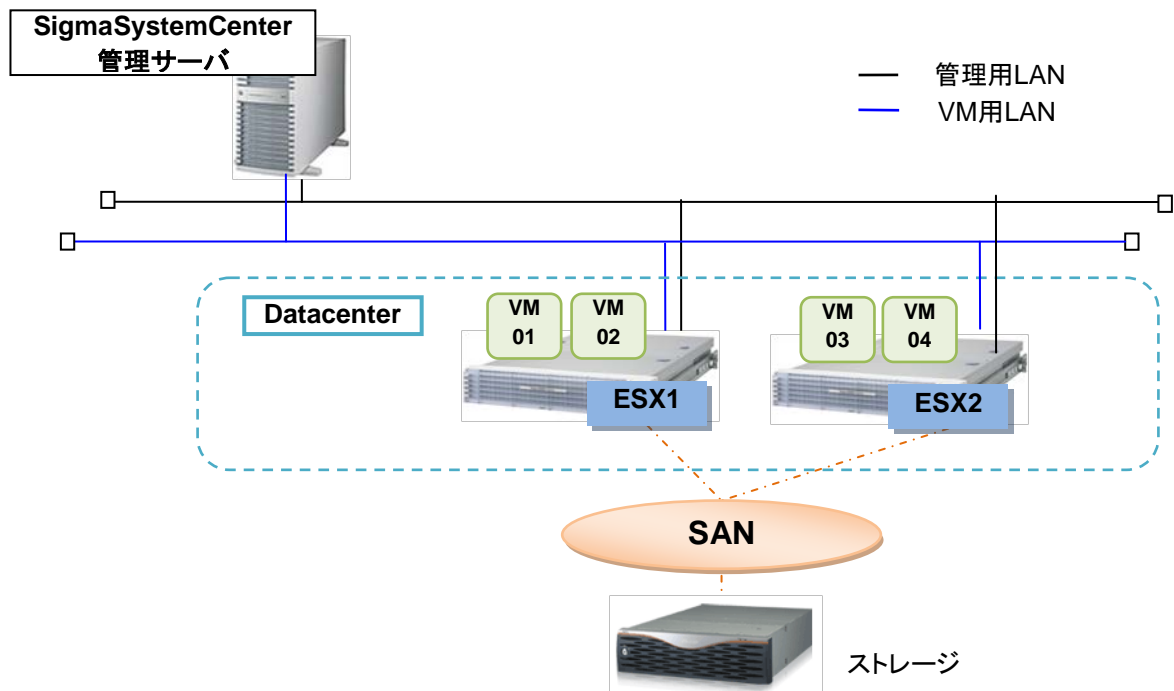 SigmaSystemCenter
管理サーバ
管理用LAN
VM用LAN
Datacenter
VM
01
VM
02
VM
03
VM
04
ESX1
ESX2
SAN
ストレージ